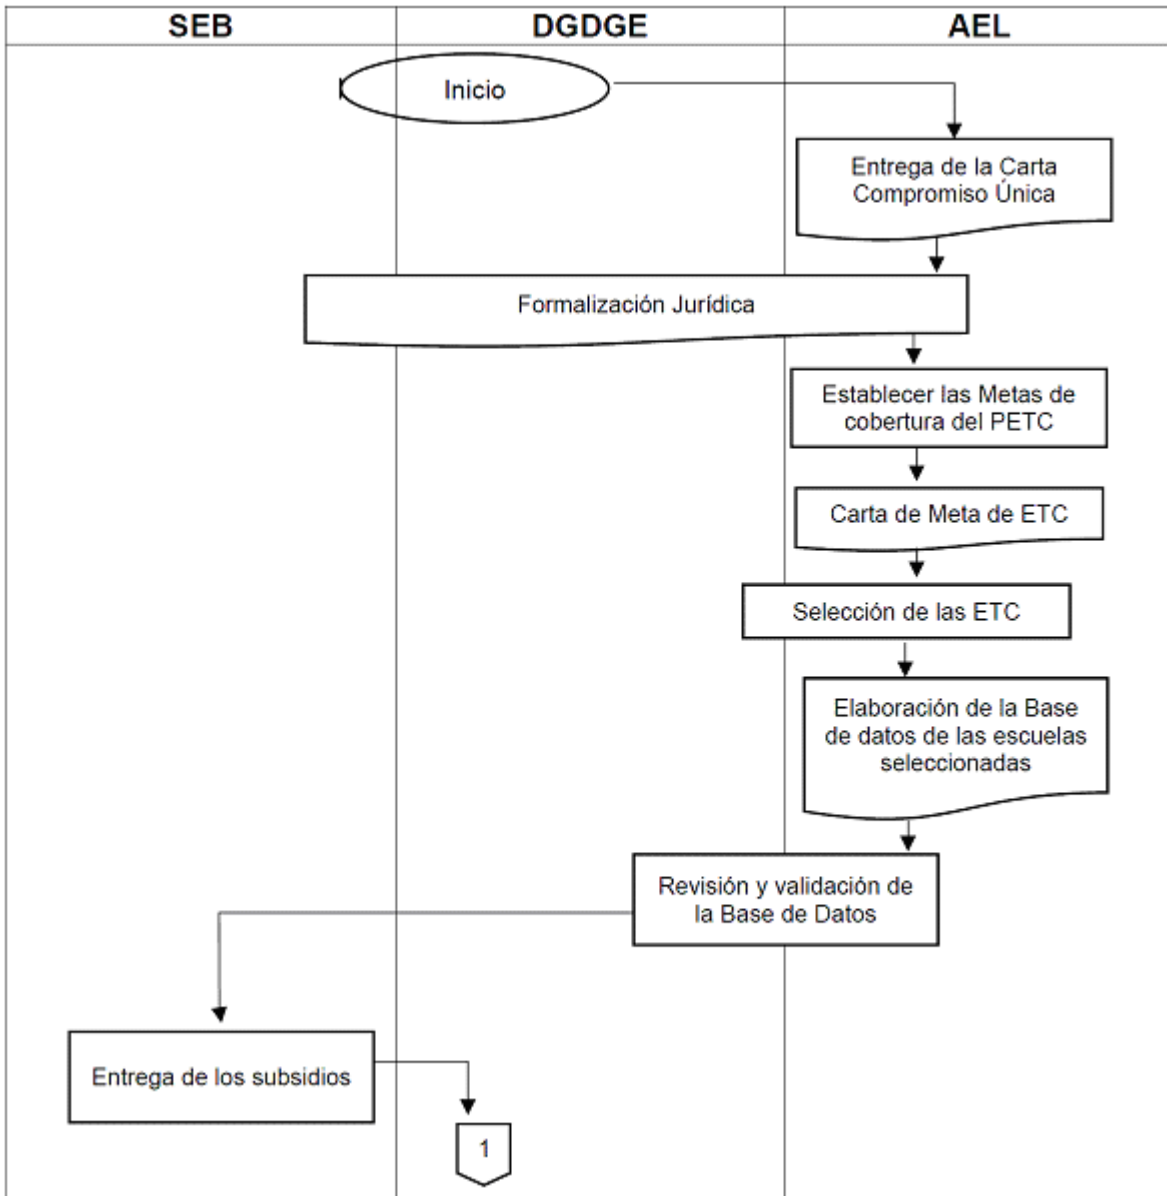 SEB
DGDGE
AEL
Inicio
Entrega de la Carta
Compromiso Única
Formalización Jurídica
Establecer las Metas de
cobertura del PETC
Carta de Meta de ETC
Selección de las ETC
Elaboración de la Base
de datos de las escuelas
seleccionadas
Revisión y validación de
la Base de Datos
Entrega de los subsidios
1